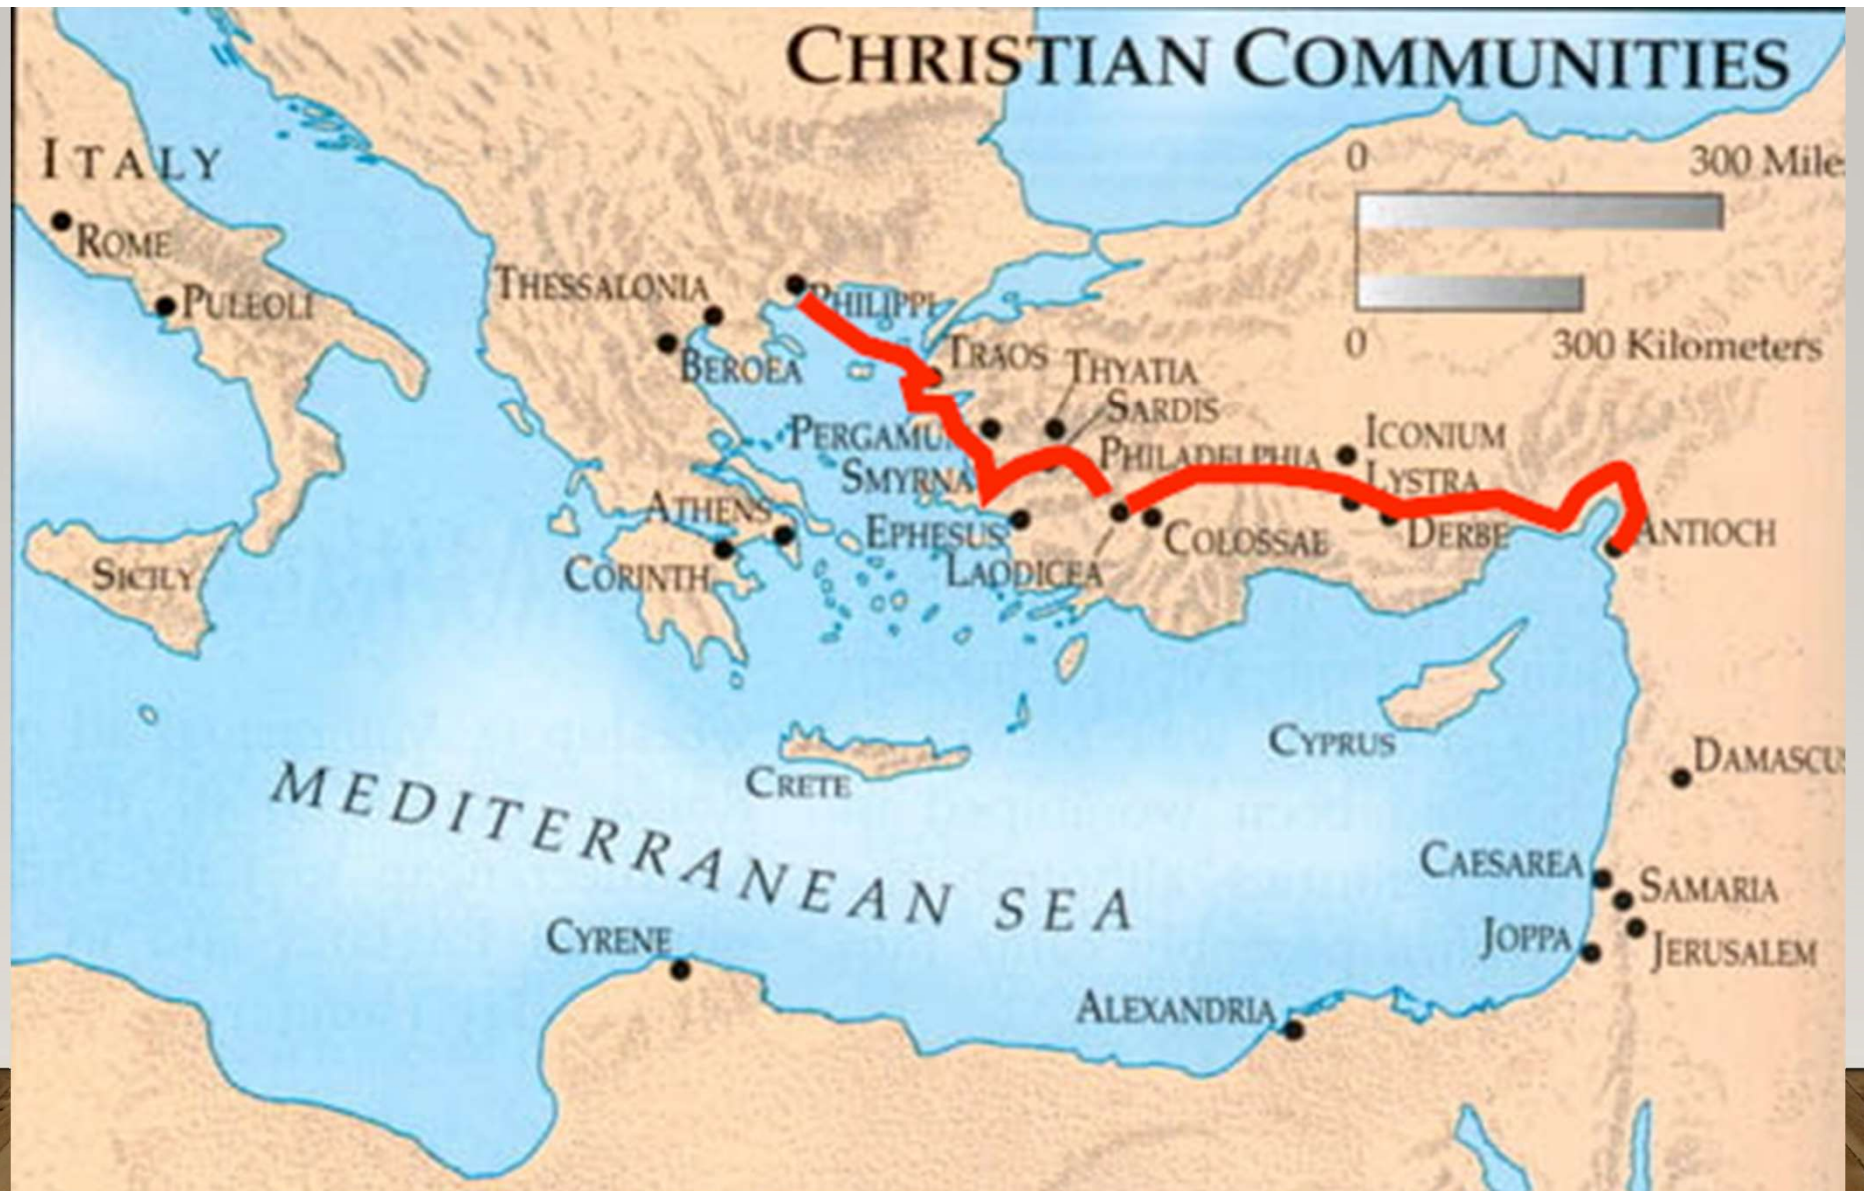 CHRISTIAN COMMUNITIES
ITALY
0 300 Mile
ROME
THESSALONIA
PULEOLI
PHILIPPI
0 300 Kilometers
TRAOS
THYATIA
BEROEA
SARDIS
PERGAMU
ICONIUM
PHILADELPHIA
SMYRNA
LYSTRA
ATHENS
EPHESUS
COLOSSAE
DERBE
ANTIOCH
SICILY
CORINTH
LAODICEA
CYPRUS
DAMASCU
CRETE
MEDITERRANEAN SEA
CAESAREA
SAMARIA
CYRENE
JOPPA
JERUSALEM
ALEXANDRIA